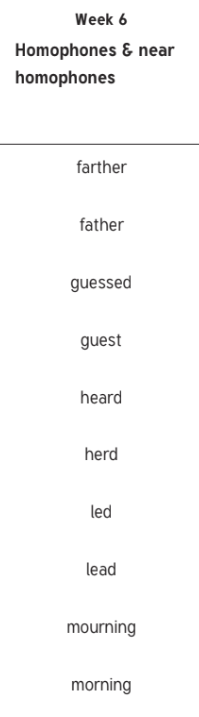 Week 6
Homophones & near
homophones
farther
father
guessed
guest
heard
herd
led
lead
mourning
morning